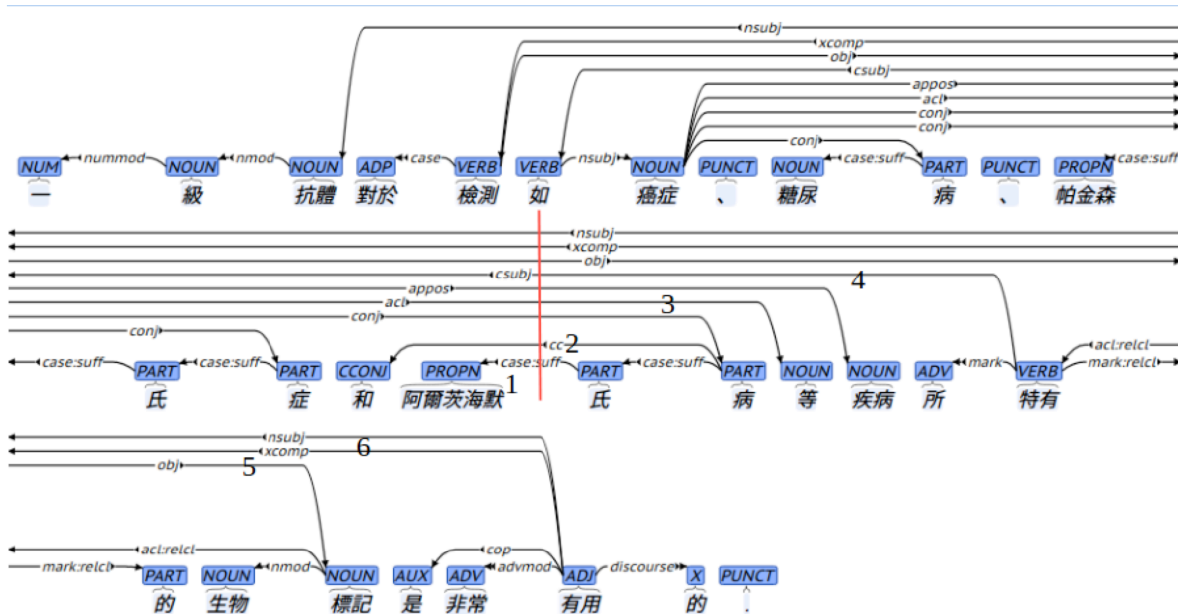 nsubj
xcomp
obj
csubj
appos
acl
conj
conj
conj
NUM nummod NOUN nmod NOUN ADP case VERB VERB nsubj NOUN PUNCT NOUN case:suff PART PUNCT PROPN case:suff
一 級 抗體 對於 檢測 如 癌症 、 糖尿 病 、 帕金森
nsubj
xcomp
obj
csubj 4
appos
acl 3
conj
conj cc 2
case:suff PART case:suff PART CCONJ PROPN case:suff PART case:suff PART NOUN NOUN ADV mark VERB acl:relcl mark:relcl
氏 症 和 阿爾茨海默 1 氏 病 等 疾病 所 特有
nsubj
xcomp 6
obj 5
acl:relcl cop
mark:relcl PART NOUN nmod NOUN AUX ADV advmod ADJ discourse X PUNCT
的 生物 標記 是 非常 有用 的 .